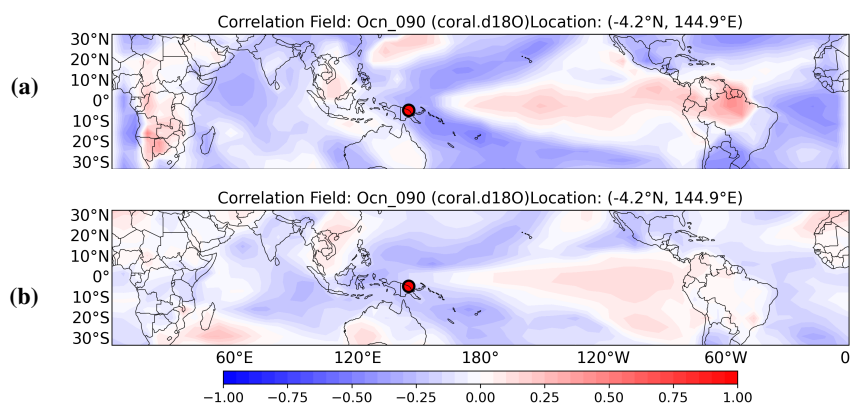 Correlation Field: Ocn_090 (coral.d18O)Location: (-4.2°N, 144.9°E)
(a)
30°N
20°N
10°N
0°
10°S
20°S
30°S
Correlation Field: Ocn_090 (coral.d18O)Location: (-4.2°N, 144.9°E)
(b)
30°N
20°N
10°N
0°
10°S
20°S
30°S
60°E 120°E 180° 120°W 60°W 0
−1.00 −0.75 −0.50 −0.25 0.00 0.25 0.50 0.75 1.00